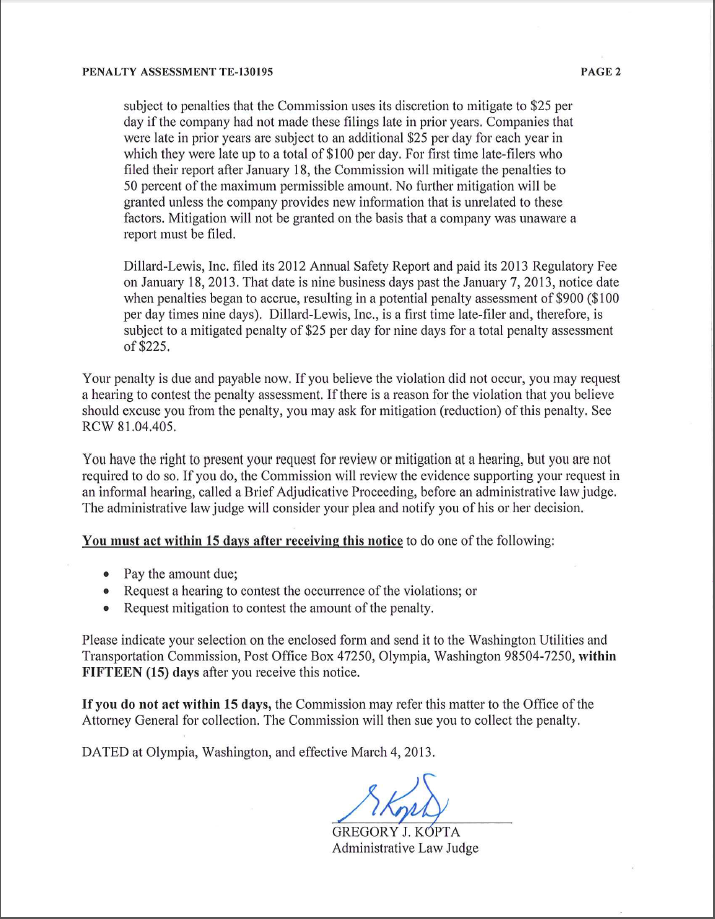 PENALTY ASSESSMENT TE-130195 PAGE 2
subject to penalties that the Commission uses its discretion to mitigate to $25 per
day if the company had not made these filings late in prior years. Companies that
were late in prior years are subject to an additional $25 per day for each year in
which they were late up to a total of $100 per day. For first time late-filers who
filed their report after January 18, the Commission will mitigate the penalties to
50 percent of the maximum permissible amount. No further mitigation will be
granted unless the company provides new information that is unrelated to these
factors. Mitigation will not be granted on the basis that a company was unaware a
report must be filed.
Dillard-Lewis, Inc. filed its 2012 Annual Safety Report and paid its 2013 Regulatory Fee
on January 18, 2013. That date is nine business days past the January 7, 2013, notice date
when penalties began to accrue, resulting in a potential penalty assessment of $900 ($100
per day times nine days). Dillard-Lewis, Inc., is a first time late-filer and, therefore, is
subject to a mitigated penalty of $25 per day for nine days for a total penalty assessment
of $225.
Your penalty is due and payable now. If you believe the violation did not occur, you may request
a hearing to contest the penalty assessment. If there is a reason for the violation that you believe
should excuse you from the penalty, you may ask for mitigation (reduction) of this penalty. See
RCW 81.04.405.
You have the right to present your request for review or mitigation at a hearing, but you are not
required to do so. If you do, the Commission will review the evidence supporting your request in
an informal hearing, called a Brief Adjudicative Proceeding, before an administrative law judge.
The administrative law judge will consider your plea and notify you of his or her decision.
You must act within 15 days after receiving this notice to do one of the following:
• Pay the amount due;
• Request a hearing to contest the occurrence of the violations; or
• Request mitigation to contest the amount of the penalty.
Please indicate your selection on the enclosed form and send it to the Washington Utilities and
Transportation Commission, Post Office Box 47250, Olympia, Washington 98504-7250, within
FIFTEEN (15) days after you receive this notice.
If you do not act within 15 days, the Commission may refer this matter to the Office of the
Attorney General for collection. The Commission will then sue you to collect the penalty.
DATED at Olympia, Washington, and effective March 4, 2013.
GREGORY J. KOPTA
Administrative Law Judge